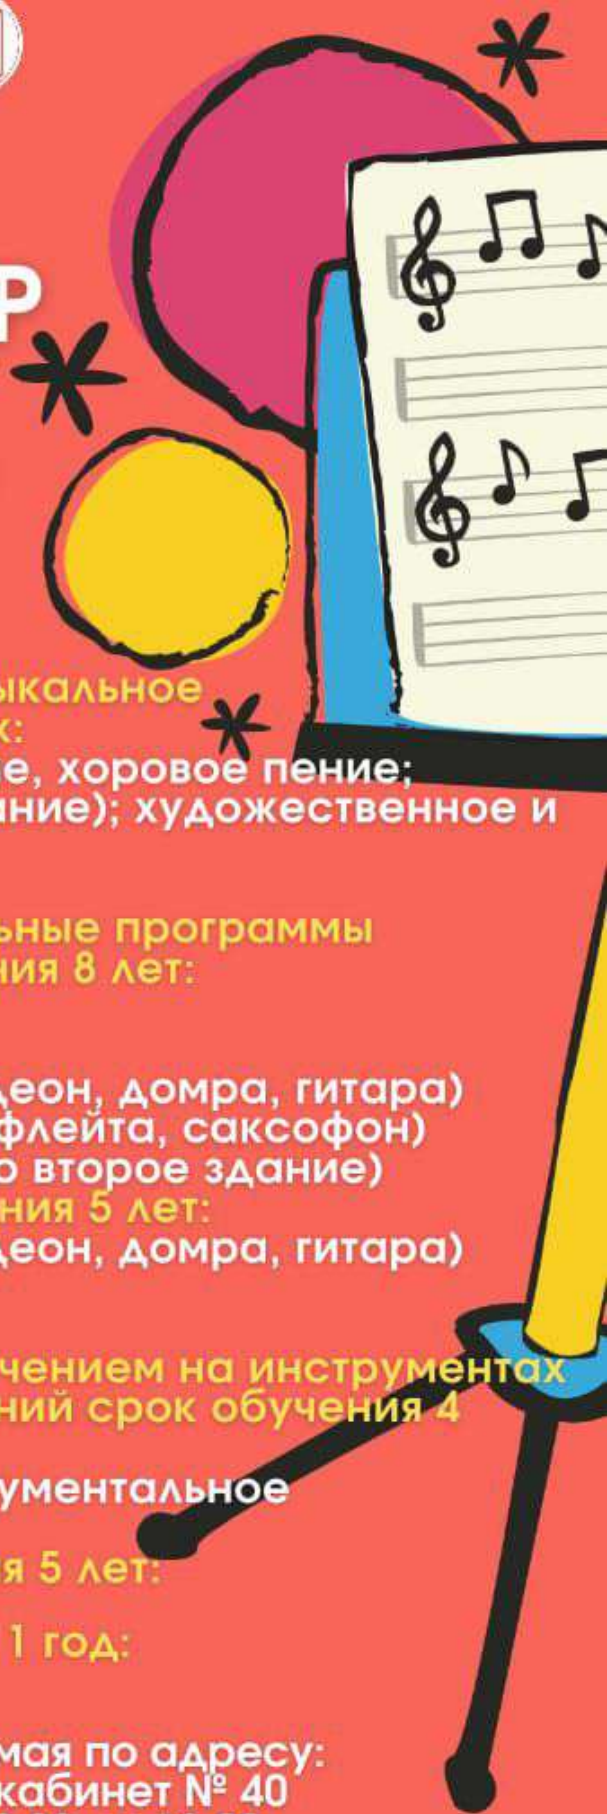 Р
ыкальное
к:
е, хоровое пение;
ание); художественное и
ьные программы
ния 8 лет:
деон, домра, гитара)
флейта, саксофон)
о второе здание)
ния 5 лет:
деон, домра, гитара)
чением на инструментах
ний срок обучения 4
ументальное
я 5 лет:
1 год:
мая по адресу:
кабинет № 40